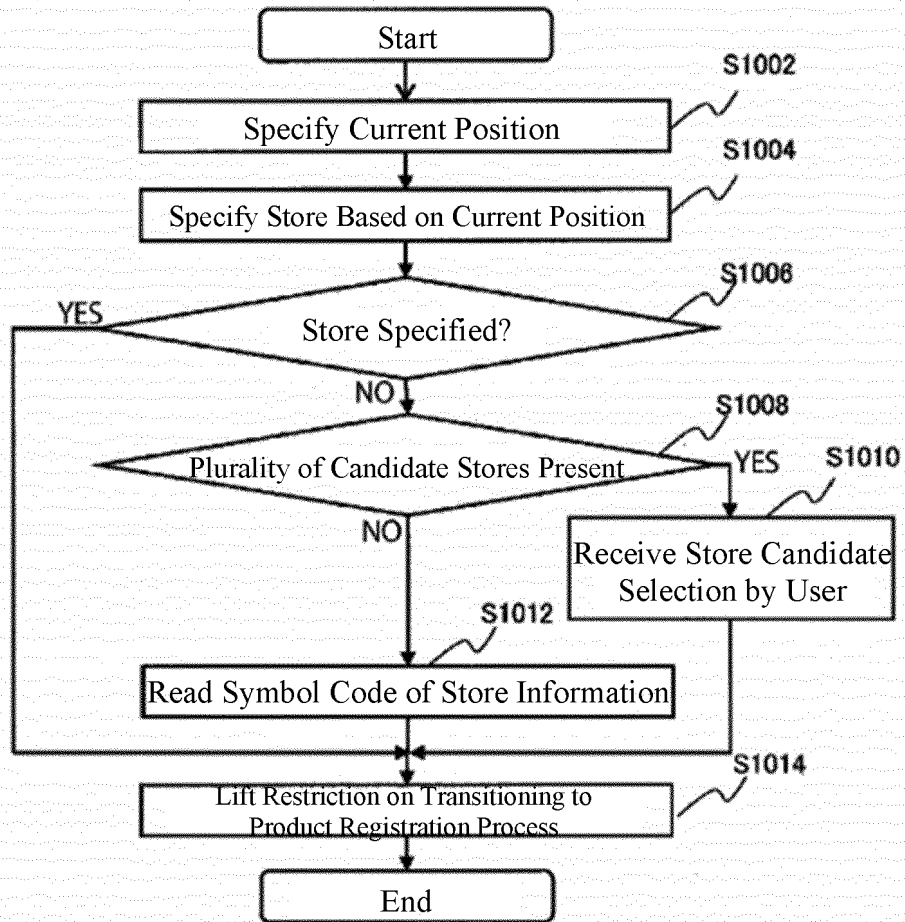 Start
S1002
Specify Current Position
S1004
Specify Store Based on Current Position
S1006
YES
Store Specified?
NO
S1008
Plurality of Candidate Stores Present
YES
S1010
NO
Receive Store Candidate
Selection by User
S1012
Read Symbol Code of Store Information
S1014
Lift Restriction on Transitioning to
Product Registration Process
End